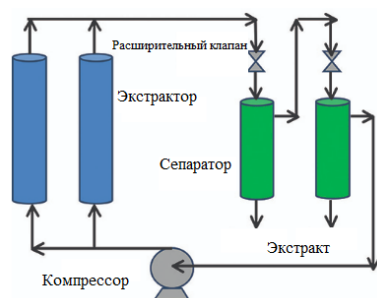 Расширительный клапан
Экстрактор
Сепаратор
Экстракт
Компрессор